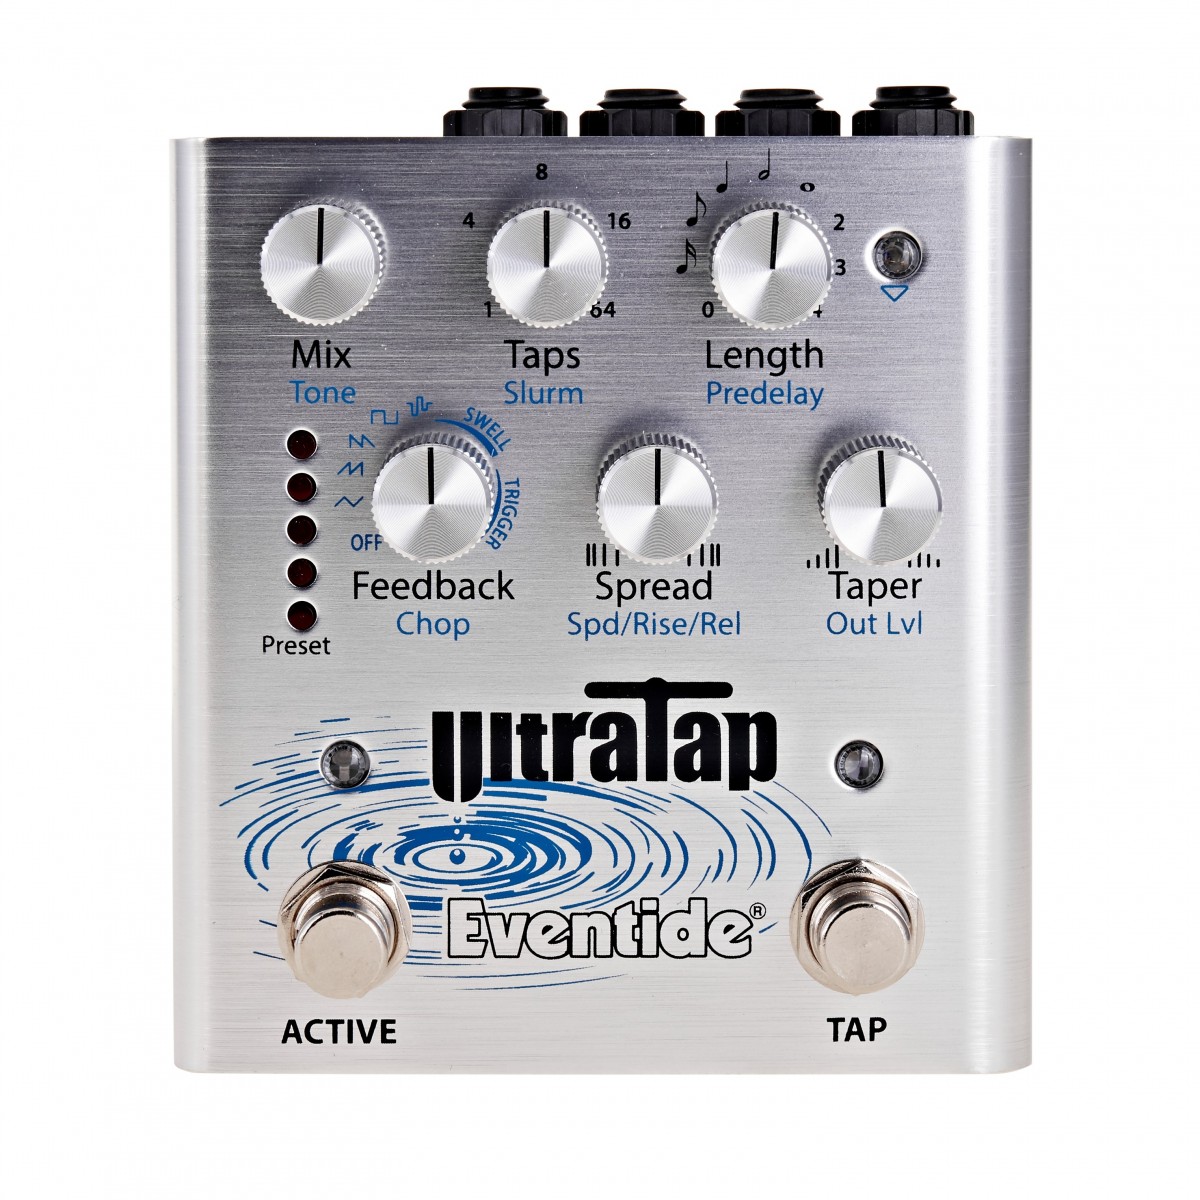 8
4
16
2
3
1
64
0
4
Mix
Taps
Length
Tone
Slurm
Predelay
SWELL
TRIGGER
OFF
Feedback
Spread
Taper
Chop
Spd/Rise/Rel
Out Lvl
Preset
UltraTap
Eventide®
ACTIVE
TAP